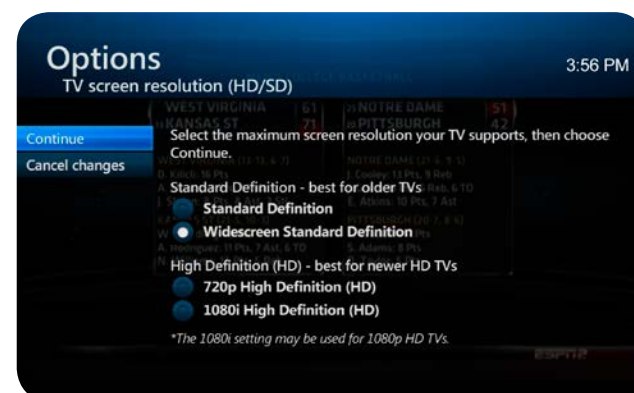 Options
3:56 PM
TV screen resolution (HD/SD)
WEST VIRGINIA 61 25 NOTRE DAME 51
KANSAS ST 71 20 PITTSBURGH 42
Continue
Cancel changes
Select the maximum screen resolution your TV supports, then choose
Continue.
Standard Definition - best for older TVs
Standard Definition
Widescreen Standard Definition
High Definition (HD) - best for newer HD TVs
720p High Definition (HD)
1080i High Definition (HD)
*The 1080i setting may be used for 1080p HD TVs.
ESPN2